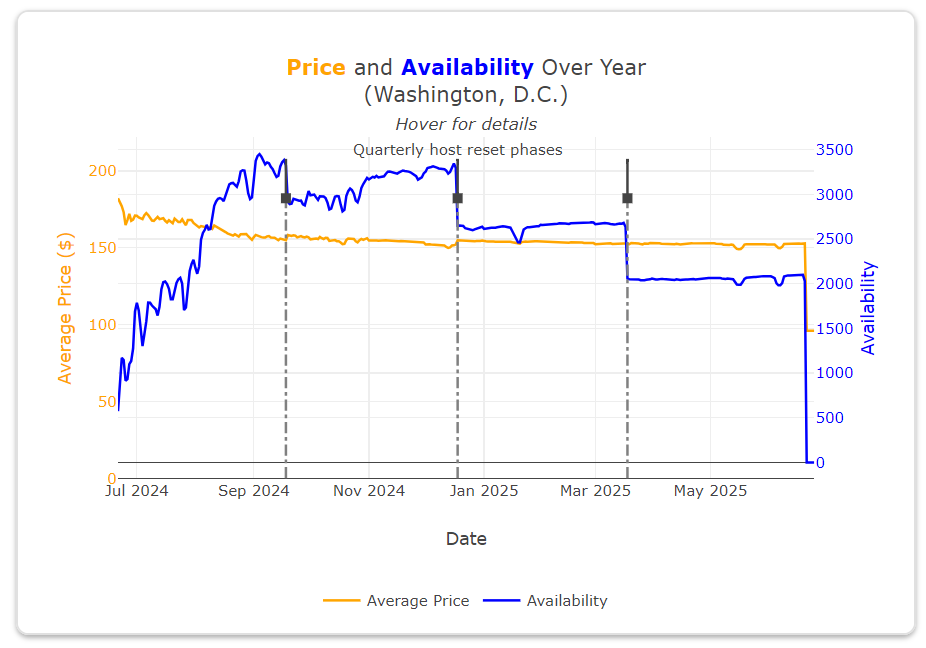 Price and Availability Over Year
(Washington, D.C.)
Hover for details
Quarterly host reset phases
Average Price ($)
200
150
100
50
0
3500
3000
2500
2000
1500
1000
500
0
Availability
Jul 2024 Sep 2024 Nov 2024 Jan 2025 Mar 2025 May 2025
Date
Average Price Availability